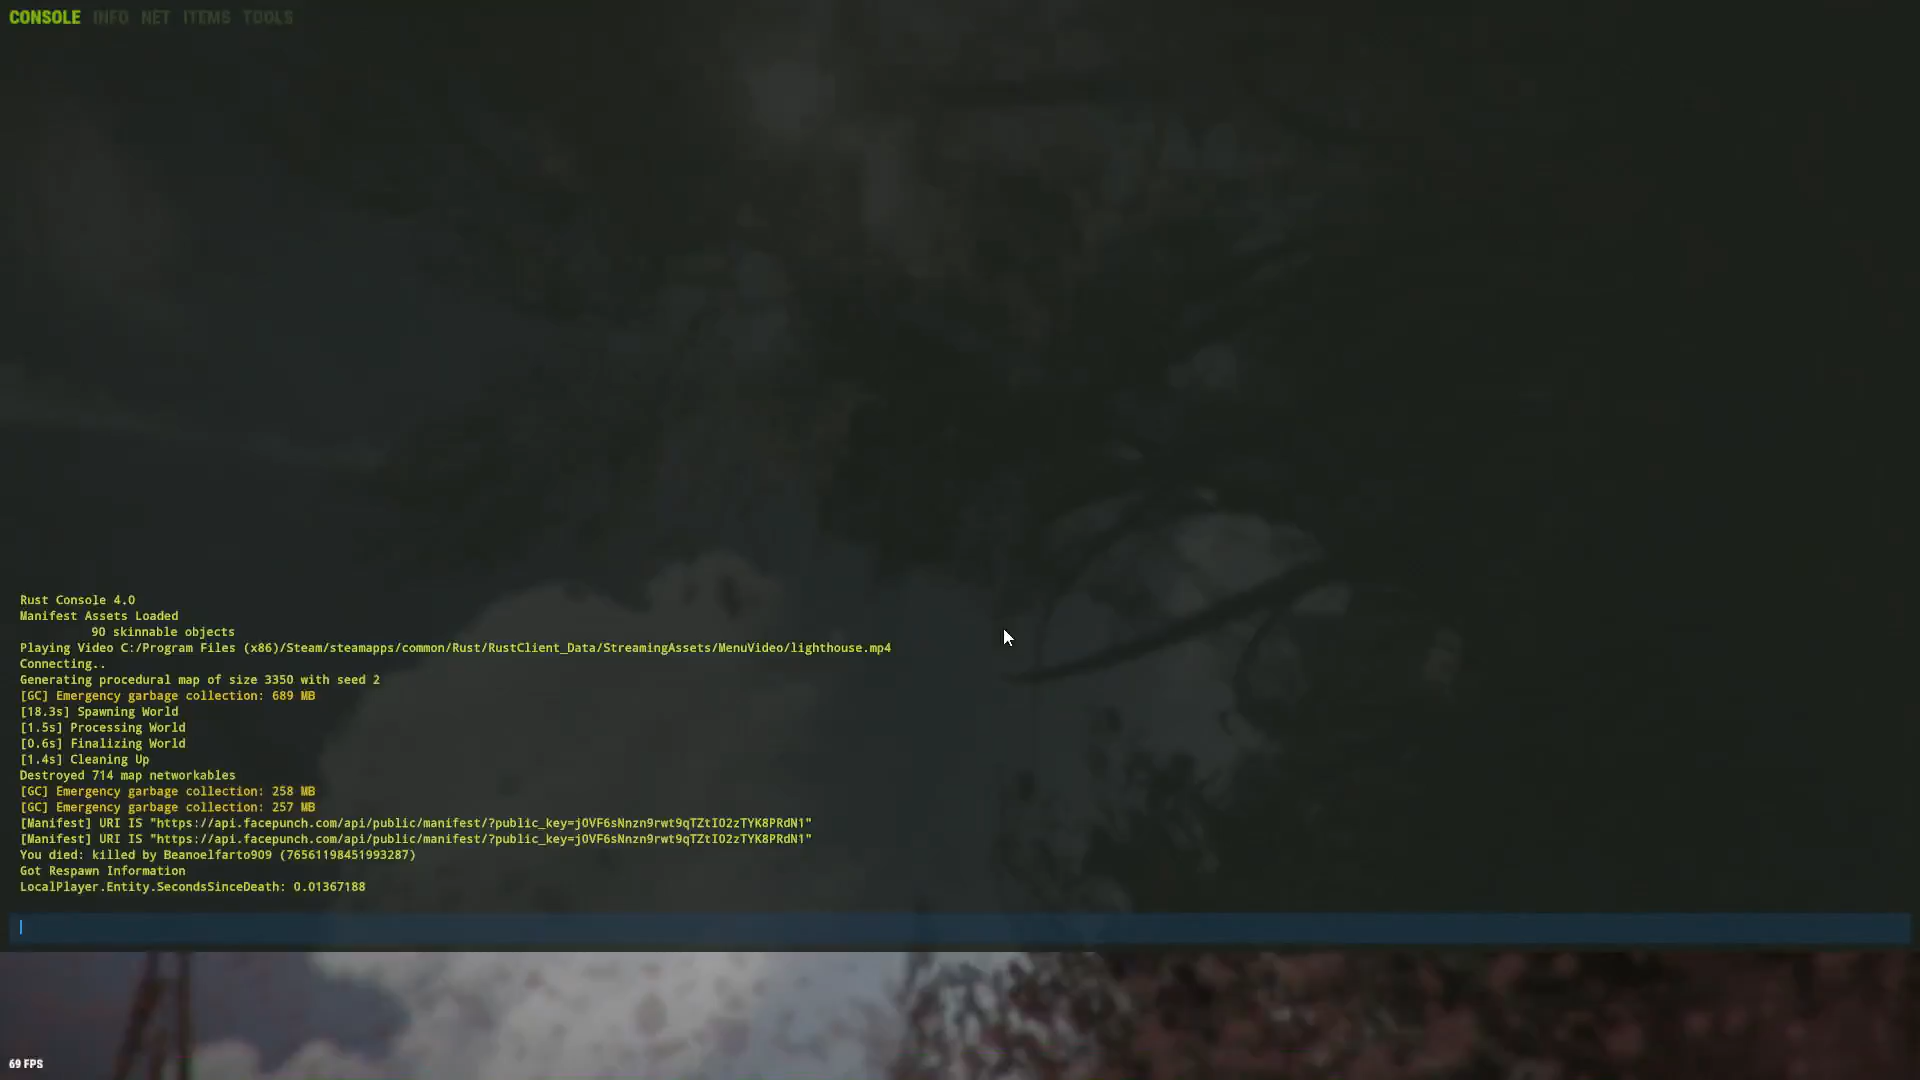 CONSOLE INFO NET ITEMS TOOLS
Rust Console 4.0
Manifest Assets Loaded
90 skinnable objects
Playing Video C:/Program Files (x86)/Steam/steamapps/common/Rust/RustClient_Data/StreamingAssets/MenuVideo/lighthouse.mp4
Connecting..
Generating procedural map of size 3350 with seed 2
[GC] Emergency garbage collection: 689 MB
[18.3s] Spawning World
[1.5s] Processing World
[0.6s] Finalizing World
[1.4s] Cleaning Up
Destroyed 714 map networkables
[GC] Emergency garbage collection: 258 MB
[GC] Emergency garbage collection: 257 MB
[Manifest] URI IS "https://api.facepunch.com/api/public/manifest/?public_key=jOVF6sNnzn9rwt9qTZtIO2zTYK8PRdN1"
[Manifest] URI IS "https://api.facepunch.com/api/public/manifest/?public_key=jOVF6sNnzn9rwt9qTZtIO2zTYK8PRdN1"
You died: killed by Beanoelfarto909 (76561198451993287)
Got Respawn Information
LocalPlayer.Entity.SecondsSinceDeath: 0.01367188
69 FPS